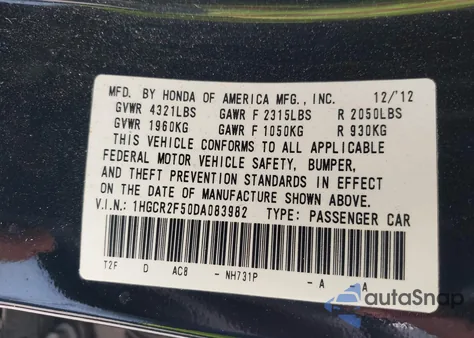 MFD. BY HONDA OF AMERICA MFG., INC. 12/'12
GVWR 4321LBS GAWR F 2315LBS R 2050LBS
GVWR 1960KG GAWR F 1050KG R 930KG
THIS VEHICLE CONFORMS TO ALL APPLICABLE
FEDERAL MOTOR VEHICLE SAFETY, BUMPER,
AND THEFT PREVENTION STANDARDS IN EFFECT
ON THE DATE OF MANUFACTURE SHOWN ABOVE.
V.I.N.: 1HGCR2F50DA083982 TYPE: PASSENGER CAR
T2F D AC8 - NH731P - A - A
autoSnap